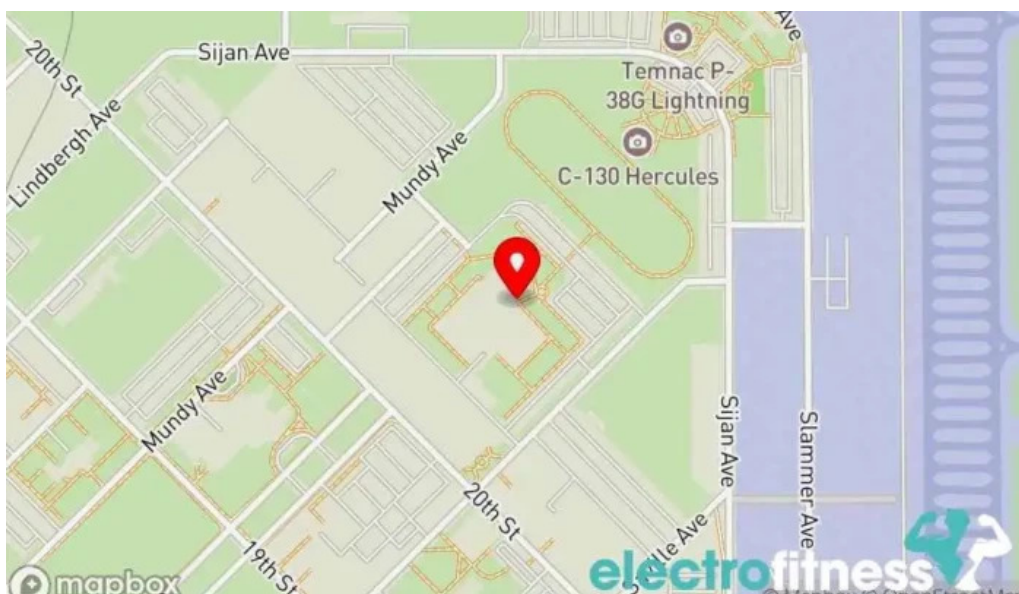 Sijan Ave
20th St
Lindbergh Ave
Mundy Ave
Temnac P-
38G Lightning
C-130 Hercules
Ave
Mundy Ave
Sijan Ave
Slammer Ave
20th St
19th St
mapbox
electrofitness